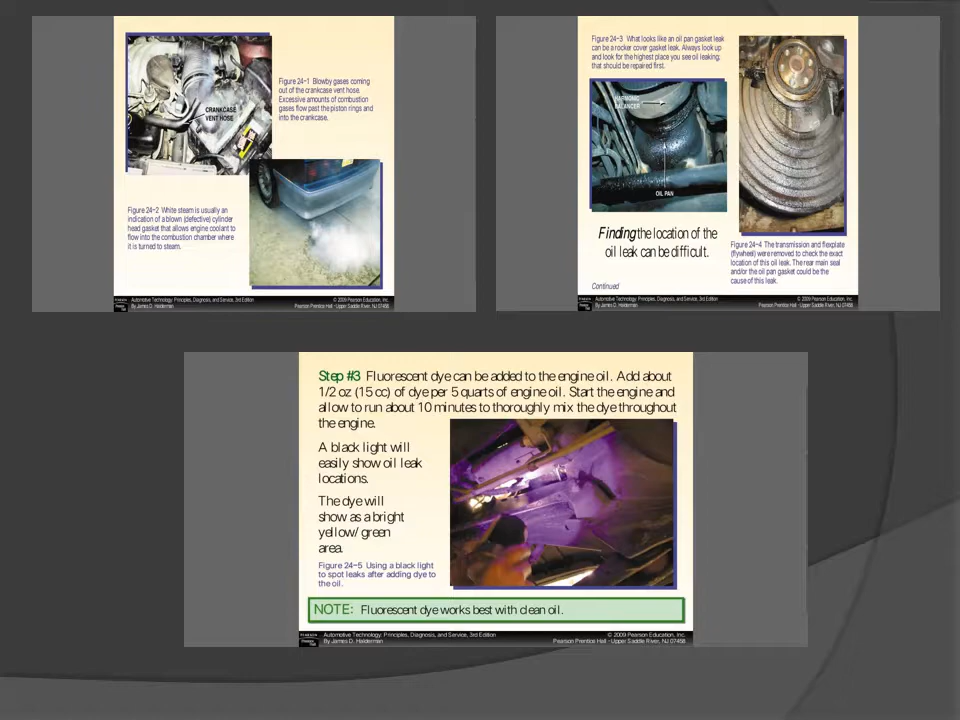 Figure 24–1 Blowby gases coming
out of the crankcase vent hose.
Excessive amounts of combustion
gases flow past the piston rings and
into the crankcase.
CRANKCASE
VENT HOSE
Figure 24–2 White steam is usually an
indication of a blown (defective) cylinder
head gasket that allows engine coolant to
flow into the combustion chamber where
it is turned to steam.
Automotive Technology: Principles, Diagnosis, and Service, 3rd Edition
By James D. Halderman
© 2009 Pearson Education, Inc.
Pearson Prentice Hall - Upper Saddle River, NJ 07458
Figure 24–3 What looks like an oil pan gasket leak
can be a rocker cover gasket leak. Always look up
and look for the highest place you see oil leaking;
that should be repaired first.
HARMONIC
BALANCER
OIL PAN
Finding the location of the
oil leak can be difficult.
Continued
Figure 24–4 The transmission and flexplate
(flywheel) were removed to check the exact
location of this oil leak. The rear main seal
and/or the oil pan gasket could be the
cause of this leak.
Automotive Technology: Principles, Diagnosis, and Service, 3rd Edition
By James D. Halderman
© 2009 Pearson Education, Inc.
Pearson Prentice Hall - Upper Saddle River, NJ 07458
Step #3 Fluorescent dye can be added to the engine oil. Add about
1/2 oz (15 cc) of dye per 5 quarts of engine oil. Start the engine and
allow to run about 10 minutes to thoroughly mix the dye throughout
the engine.
A black light will
easily show oil leak
locations.
The dye will
show as a bright
yellow/green
area.
Figure 24–5 Using a black light
to spot leaks after adding dye to
the oil.
NOTE: Fluorescent dye works best with clean oil.
PEARSON
Prentice
Hall
Automotive Technology: Principles, Diagnosis, and Service, 3rd Edition
By James D. Halderman
© 2009 Pearson Education, Inc.
Pearson Prentice Hall - Upper Saddle River, NJ 07458